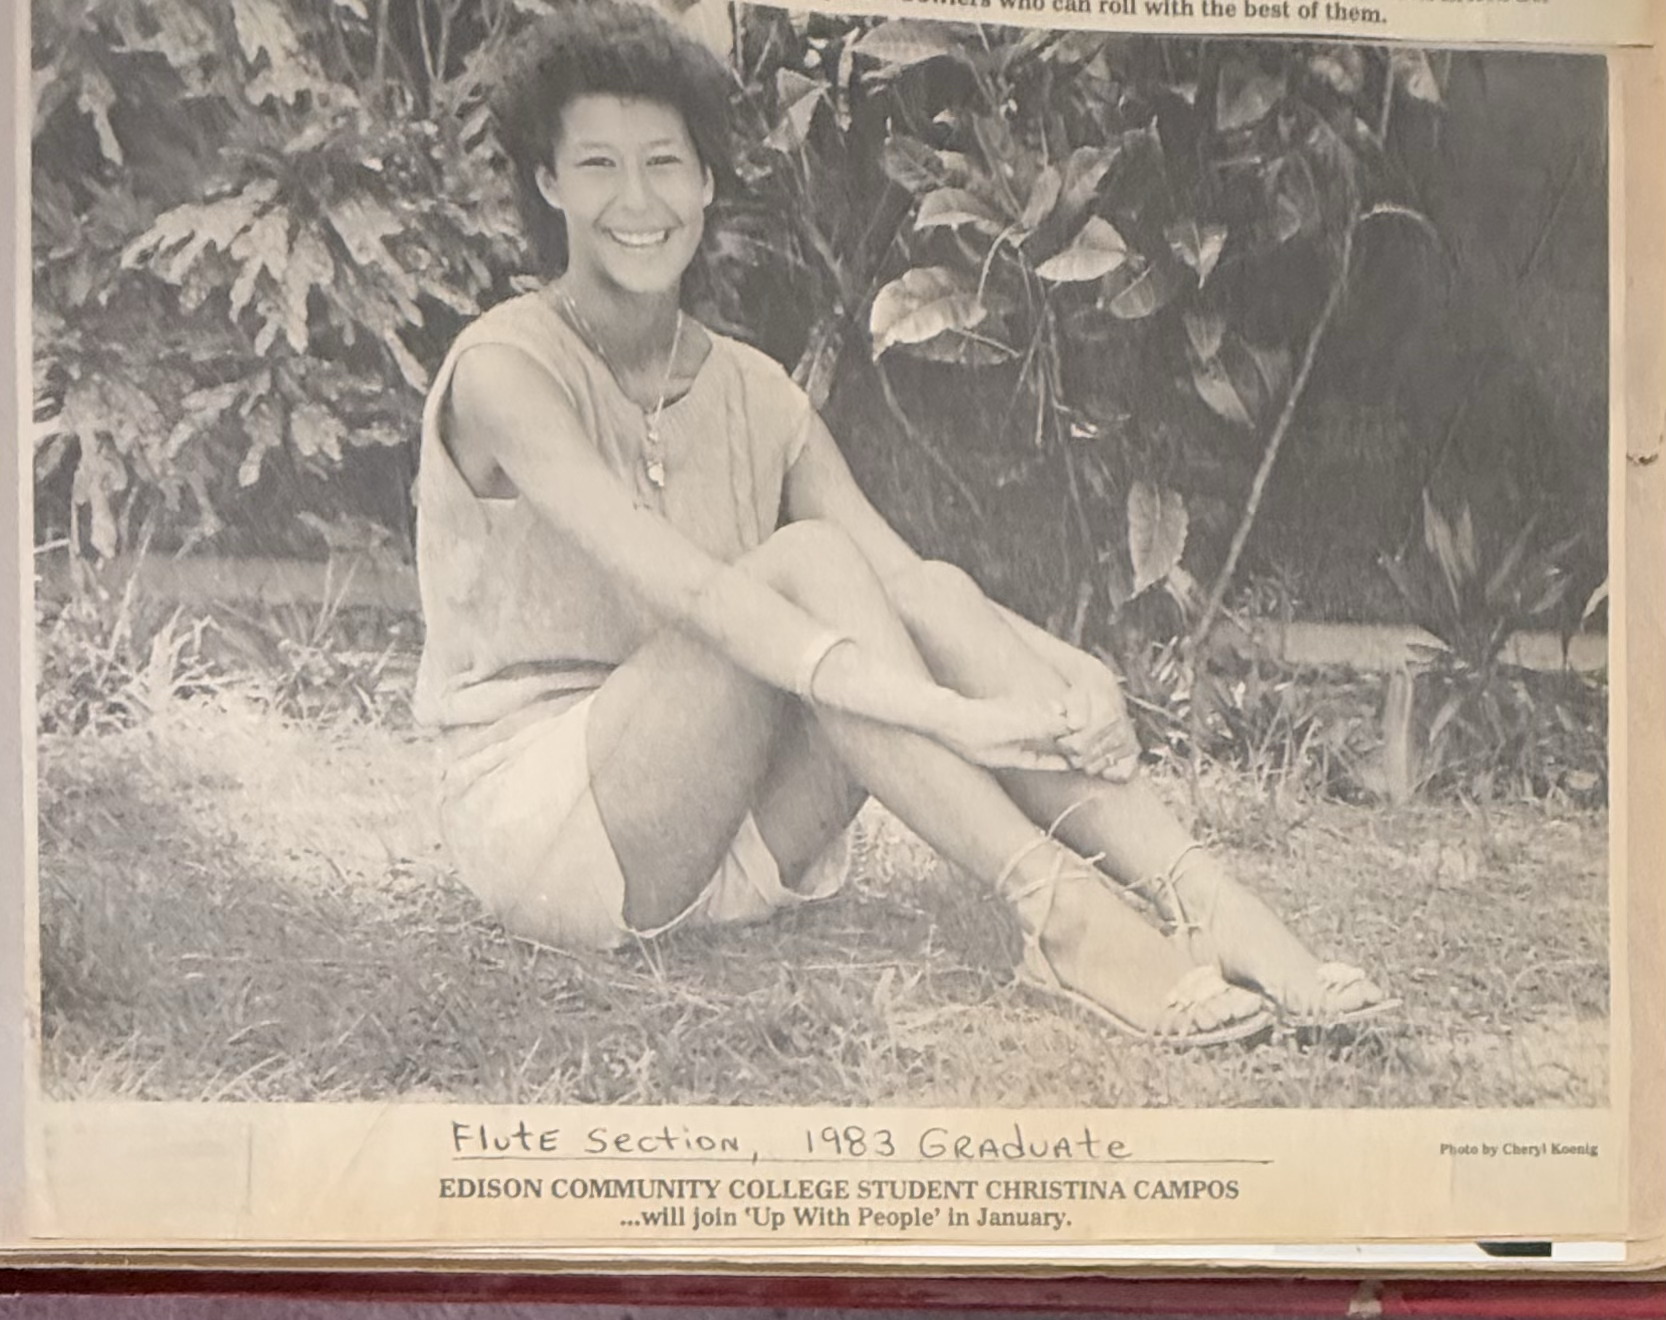 who can roll with the best of them.
Flute Section, 1983 Graduate
Photo by Cheryl Koenig
EDISON COMMUNITY COLLEGE STUDENT CHRISTINA CAMPOS
...will join ‘Up With People’ in January.